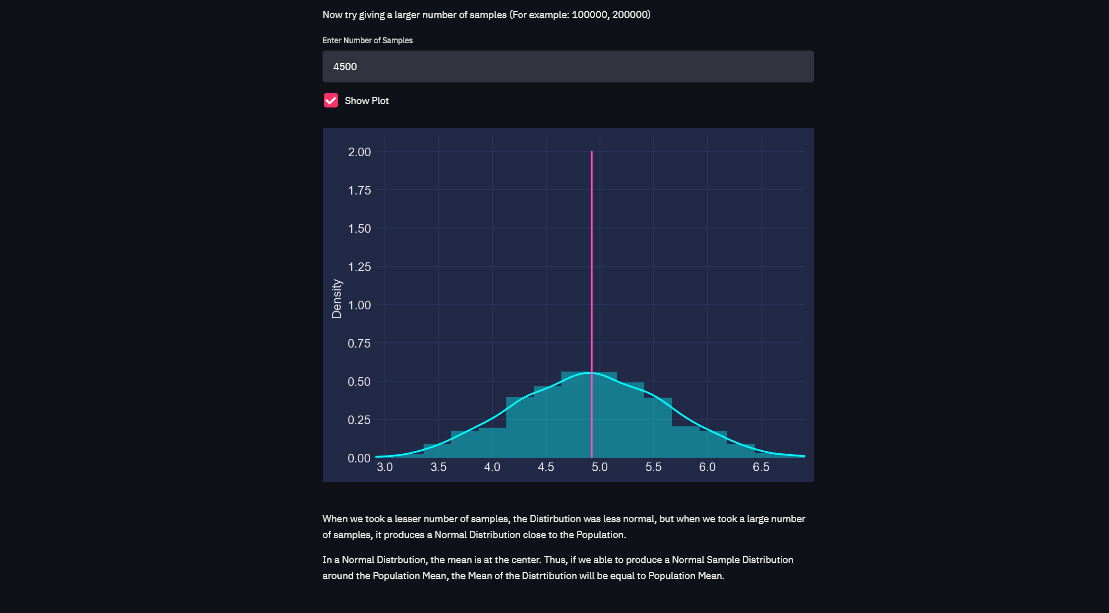 Now try giving a larger number of samples (For example: 100000, 200000)
Enter Number of Samples
4500
Show Plot
2.00
1.75
1.50
1.25
1.00
0.75
0.50
0.25
0.00
Density
3.0 3.5 4.0 4.5 5.0 5.5 6.0 6.5
When we took a lesser number of samples, the Distirbution was less normal, but when we took a large number
of samples, it produces a Normal Distribution close to the Population.
In a Normal Distrbution, the mean is at the center. Thus, if we able to produce a Normal Sample Distribution
around the Population Mean, the Mean of the Distrtibution will be equal to Population Mean.